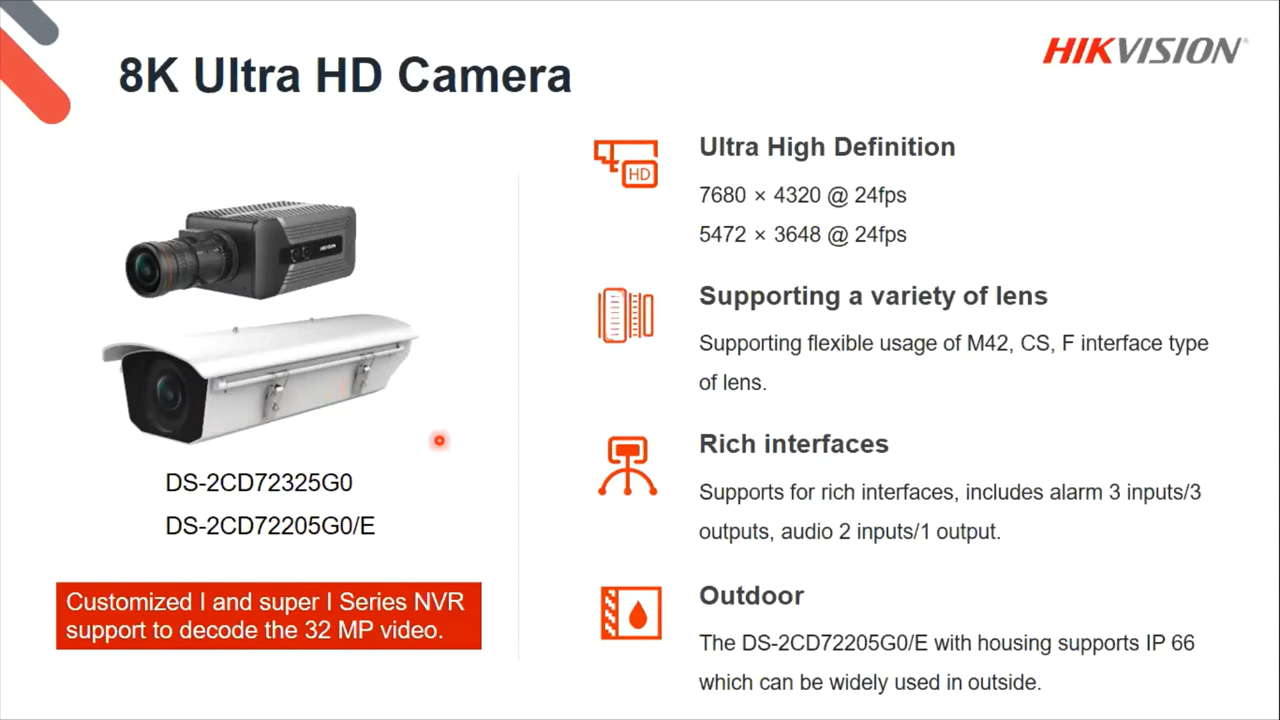 8K Ultra HD Camera
HIKVISION®
Ultra High Definition
HD
7680 × 4320 @ 24fps
5472 × 3648 @ 24fps
Supporting a variety of lens
Supporting flexible usage of M42, CS, F interface type
of lens.
Rich interfaces
Supports for rich interfaces, includes alarm 3 inputs/3
outputs, audio 2 inputs/1 output.
Outdoor
The DS-2CD72205G0/E with housing supports IP 66
which can be widely used in outside.
HIKVISION
DS-2CD72325G0
DS-2CD72205G0/E
Customized I and super I Series NVR
support to decode the 32 MP video.